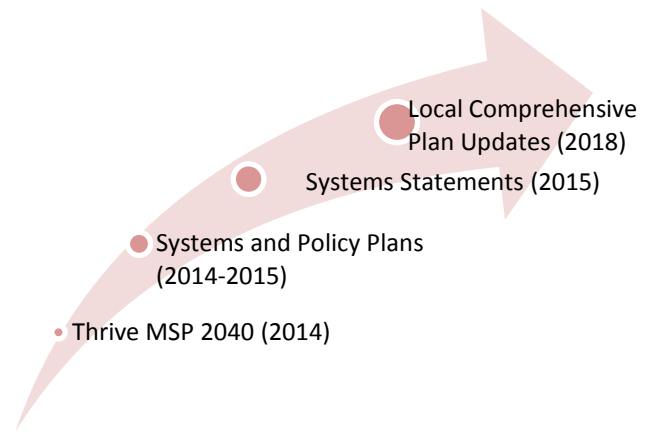 Local Comprehensive
Plan Updates (2018)
Systems Statements (2015)
Systems and Policy Plans
(2014-2015)
Thrive MSP 2040 (2014)